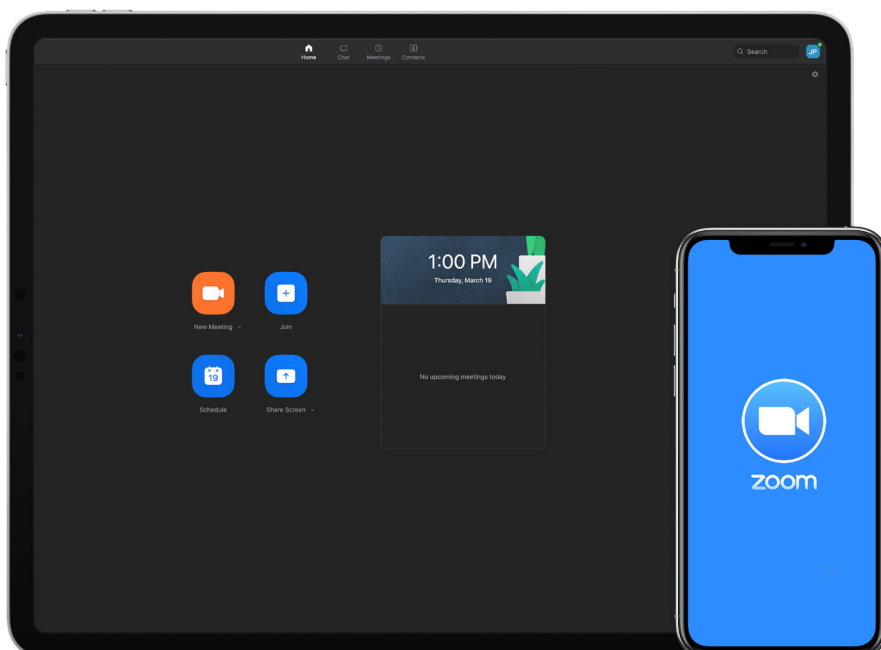 Home
Chat
Meetings
Contacts
Search
JP
1:00 PM
Thursday, March 19
New Meeting
Join
19
Schedule
Share Screen
No upcoming meetings today
zoom